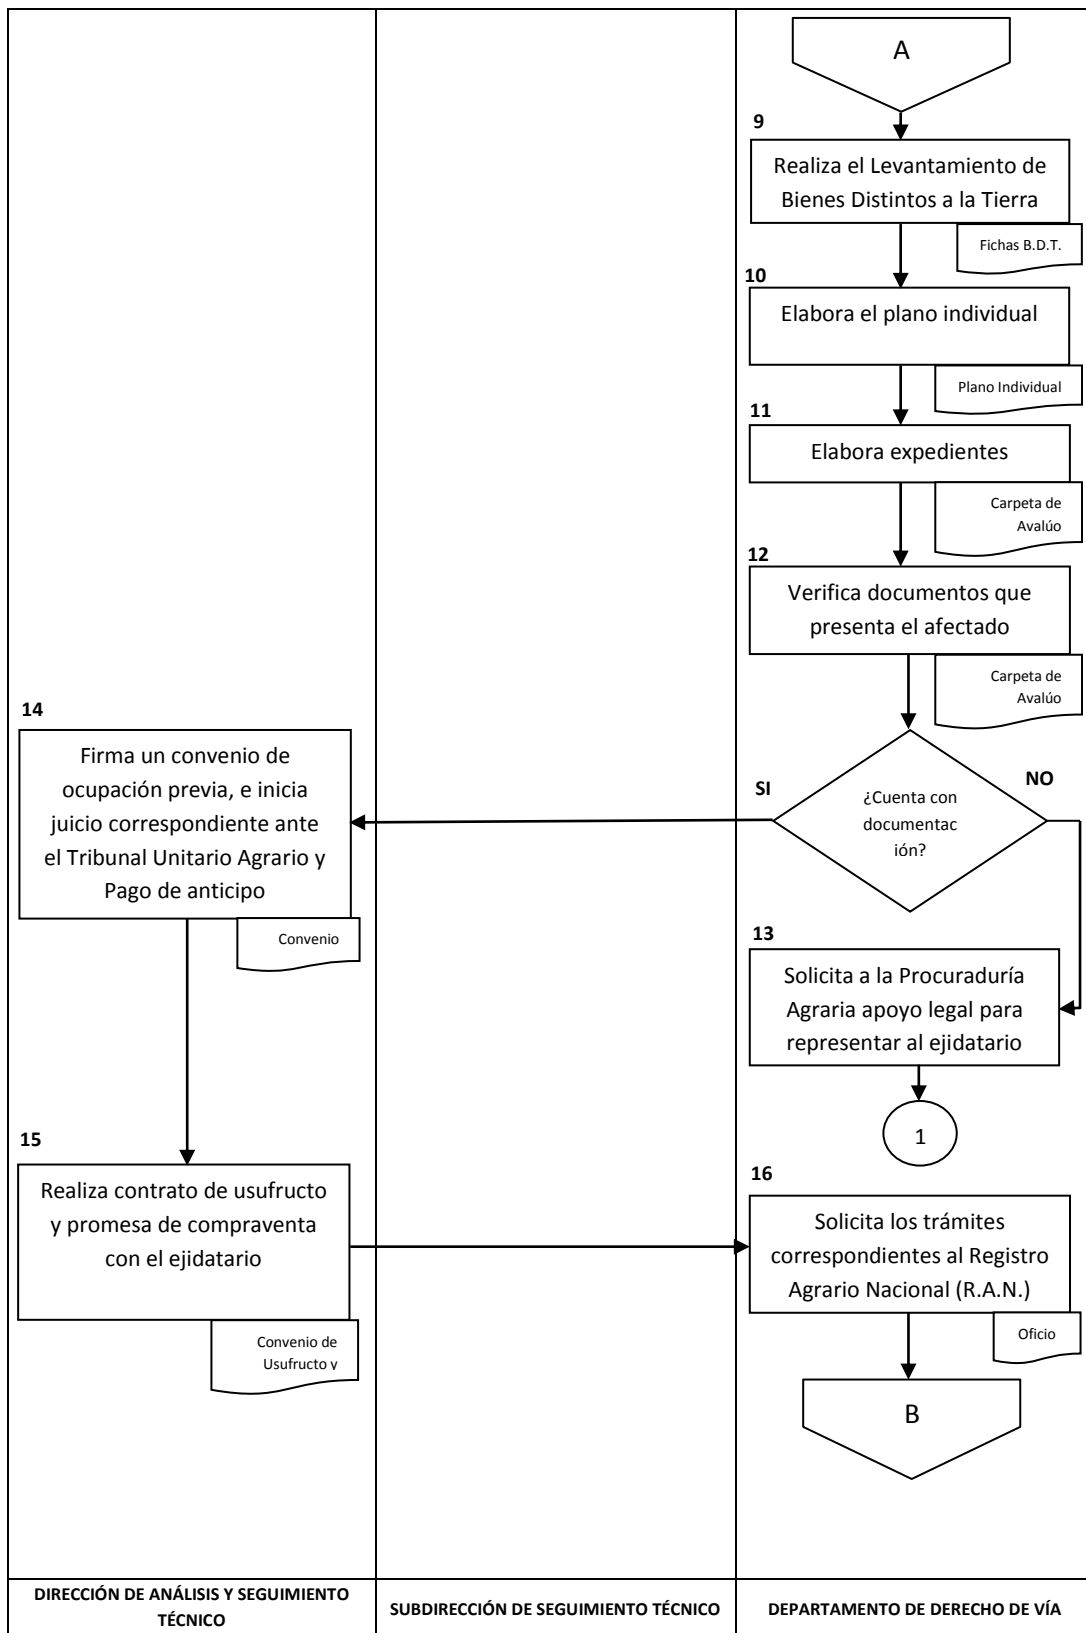 A
9
Realiza el Levantamiento de
Bienes Distintos a la Tierra
Fichas B.D.T.
10
Elabora el plano individual
Plano Individual
11
Elabora expedientes
Carpeta de
Avalúo
12
Verifica documentos que
presenta el afectado
Carpeta de
Avalúo
¿Cuenta con
documentac
ión?
SI
NO
14
Firma un convenio de
ocupación previa, e inicia
juicio correspondiente ante
el Tribunal Unitario Agrario y
Pago de anticipo
Convenio
13
Solicita a la Procuraduría
Agraria apoyo legal para
representar al ejidatario
1
15
Realiza contrato de usufructo
y promesa de compraventa
con el ejidatario
Convenio de
Usufructo y
16
Solicita los trámites
correspondientes al Registro
Agrario Nacional (R.A.N.)
Oficio
B
DIRECCIÓN DE ANÁLISIS Y SEGUIMIENTO
TÉCNICO
SUBDIRECCIÓN DE SEGUIMIENTO TÉCNICO
DEPARTAMENTO DE DERECHO DE VÍA